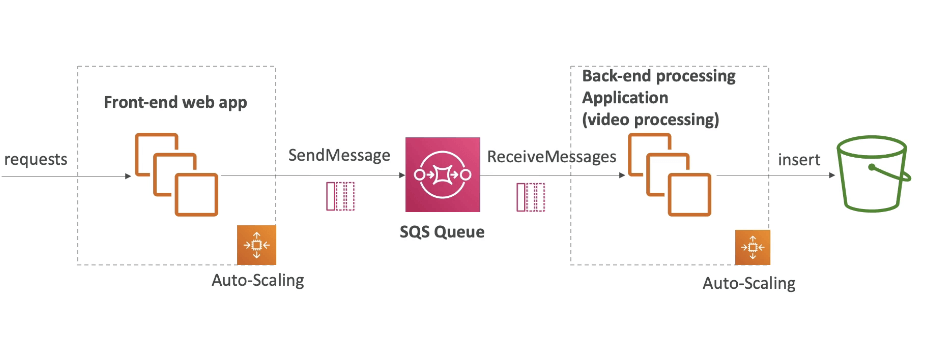 requests
Front-end web app
Auto-Scaling
SendMessage
SQS Queue
ReceiveMessages
Back-end processing
Application
(video processing)
Auto-Scaling
insert